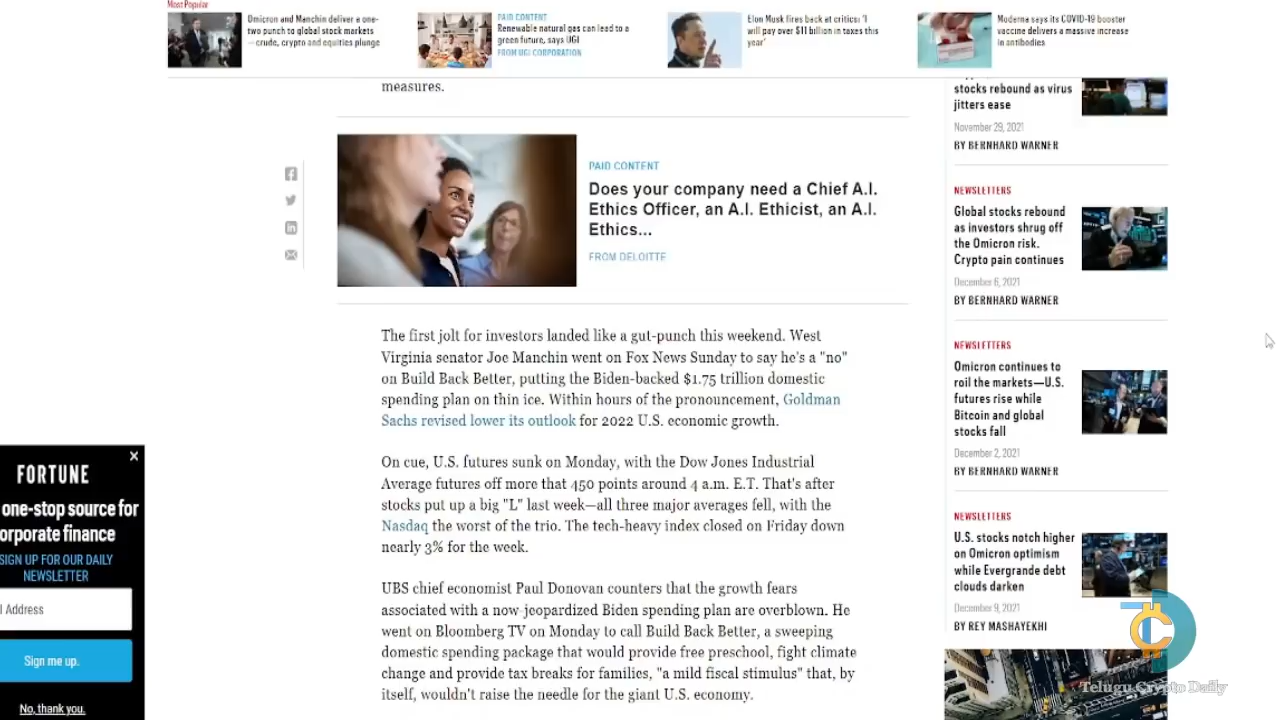 Most Popular
Omicron and Manchin deliver a one-
two punch to global stock markets
—crude, crypto and equities plunge
PAID CONTENT
Renewable natural gas can lead to a
green future, says UGI
FROM UGI CORPORATION
Elon Musk fires back at critics: 'I
will pay over $11 billion in taxes this
year'
Moderna says its COVID-19 booster
vaccine delivers a massive increase
in antibodies
measures.
PAID CONTENT
Does your company need a Chief A.I.
Ethics Officer, an A.I. Ethicist, an A.I.
Ethics...
FROM DELOITTE
The first jolt for investors landed like a gut-punch this weekend. West
Virginia senator Joe Manchin went on Fox News Sunday to say he's a "no"
on Build Back Better, putting the Biden-backed $1.75 trillion domestic
spending plan on thin ice. Within hours of the pronouncement, Goldman
Sachs revised lower its outlook for 2022 U.S. economic growth.
On cue, U.S. futures sunk on Monday, with the Dow Jones Industrial
Average futures off more that 450 points around 4 a.m. E.T. That's after
stocks put up a big "L" last week—all three major averages fell, with the
Nasdaq the worst of the trio. The tech-heavy index closed on Friday down
nearly 3% for the week.
UBS chief economist Paul Donovan counters that the growth fears
associated with a now-jeopardized Biden spending plan are overblown. He
went on Bloomberg TV on Monday to call Build Back Better, a sweeping
domestic spending package that would provide free preschool, fight climate
change and provide tax breaks for families, "a mild fiscal stimulus" that, by
itself, wouldn't raise the needle for the giant U.S. economy.
stocks rebound as virus
jitters ease
November 29, 2021
BY BERNHARD WARNER
NEWSLETTERS
Global stocks rebound
as investors shrug off
the Omicron risk.
Crypto pain continues
December 6, 2021
BY BERNHARD WARNER
NEWSLETTERS
Omicron continues to
roil the markets—U.S.
futures rise while
Bitcoin and global
stocks fall
December 2, 2021
BY BERNHARD WARNER
NEWSLETTERS
U.S. stocks notch higher
on Omicron optimism
while Evergrande debt
clouds darken
December 9, 2021
BY REY MASHAYEKHI
FORTUNE
one-stop source for
orporate finance
SIGN UP FOR OUR DAILY
NEWSLETTER
l Address
Sign me up.
No, thank you.
Telugu Crypto Daily